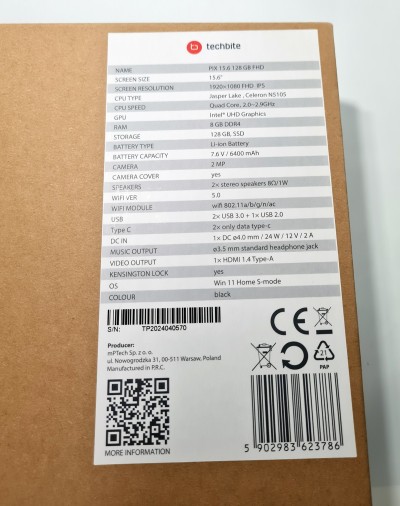 techbite
NAME PIX 15.6 128 GB FHD
SCREEN SIZE 15.6"
SCREEN RESOLUTION 1920×1080 FHD IPS
CPU TYPE Jasper Lake, Celeron N5105
CPU SPEED Quad Core, 2.0~2.9GHz
GPU Intel® UHD Graphics
RAM 8 GB DDR4
STORAGE 128 GB, SSD
BATTERY TYPE Li-ion Battery
BATTERY CAPACITY 7.6 V / 6400 mAh
CAMERA 2 MP
CAMERA COVER yes
SPEAKERS 2× stereo speakers 8Ω/1W
WIFI VER 5.0
WIFI MODULE wifi 802.11a/b/g/n/ac
USB 2× USB 3.0 + 1× USB 2.0
Type C 2× only data type-c
DC IN 1× DC ø4.0 mm / 24 W / 12 V / 2 A
MUSIC OUTPUT ø3.5 mm standard headphone jack
VIDEO OUTPUT 1× HDMI 1.4 Type-A
KENSINGTON LOCK yes
OS Win 11 Home S-mode
COLOUR black
S/N: TP2024040570
Producer:
mPTech Sp. z o. o.
ul. Nowogrodzka 31, 00-511 Warsaw, Poland
Manufactured in P.R.C.
CE
21
PAP
MORE INFORMATION
5 902983 623786